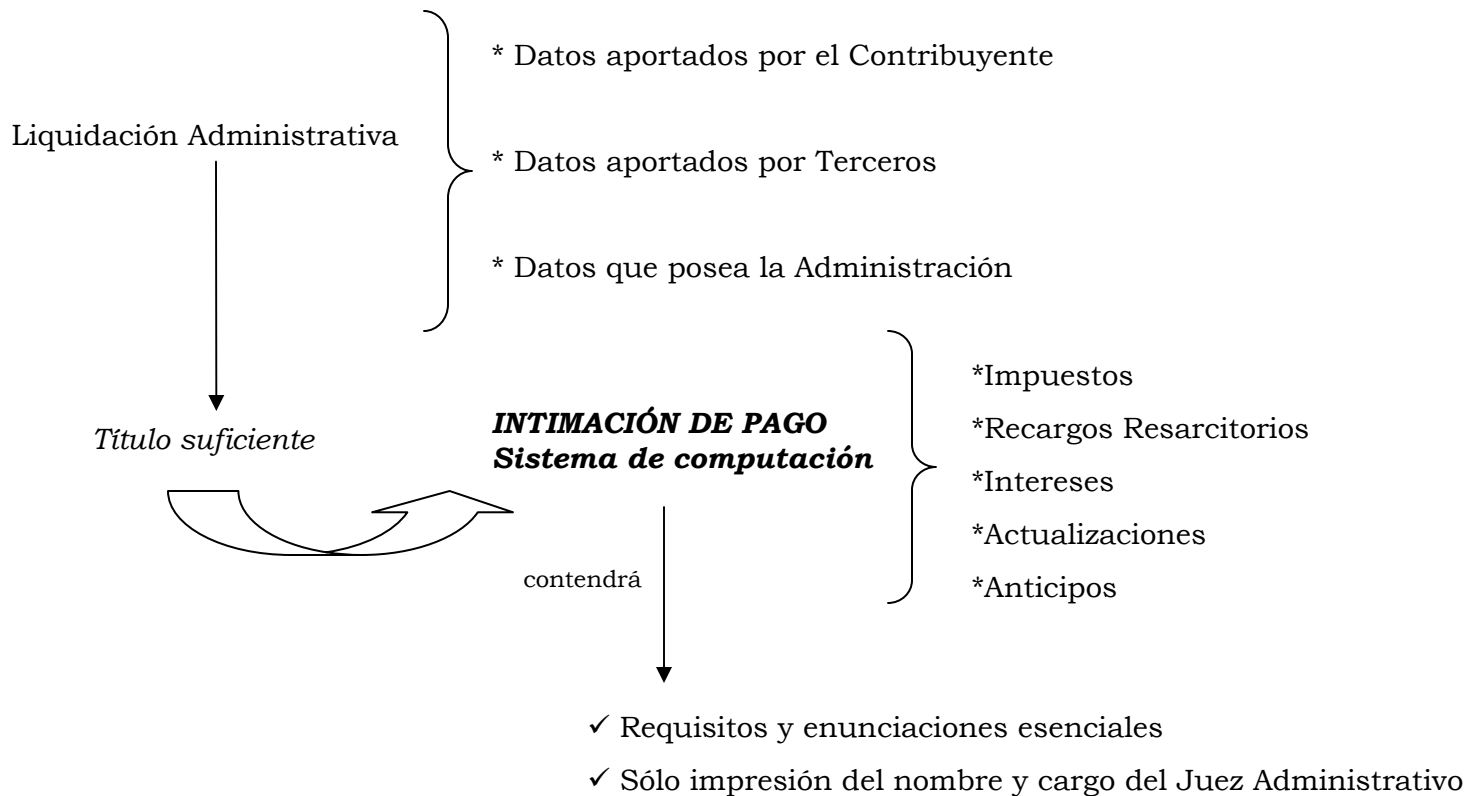 * Datos aportados por el Contribuyente
Liquidación Administrativa
* Datos aportados por Terceros
* Datos que posea la Administración
Título suficiente
INTIMACIÓN DE PAGO
Sistema de computación
*Impuestos
*Recargos Resarcitorios
*Intereses
*Actualizaciones
*Anticipos
contendrá
✓ Requisitos y enunciaciones esenciales
✓ Sólo impresión del nombre y cargo del Juez Administrativo